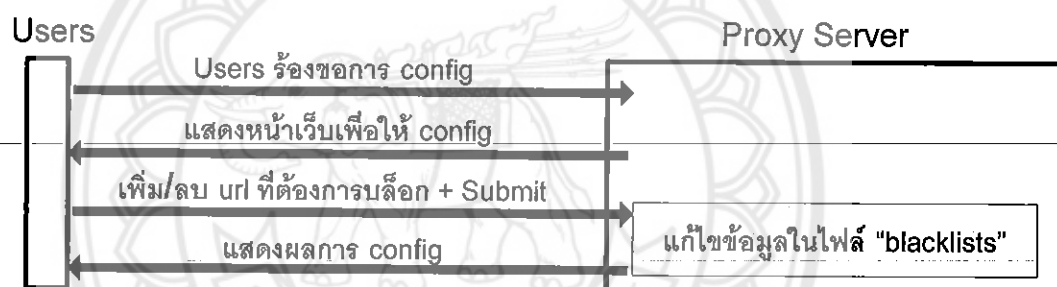 Users
Proxy Server
Users ร้องขอการ config
แสดงหน้าเว็บเพื่อให้ config
เพิ่ม/ลบ url ที่ต้องการบล็อก + Submit
แก้ไขข้อมูลในไฟล์ "blacklists"
แสดงผลการ config